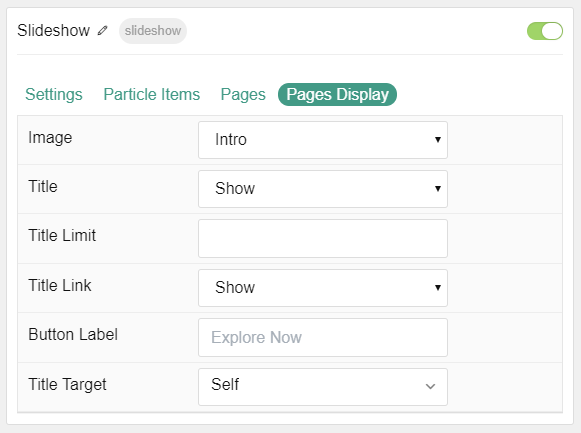 Slideshow slideshow
Settings Particle Items Pages Pages Display
Image Intro
Title Show
Title Limit
Title Link Show
Button Label Explore Now
Title Target Self